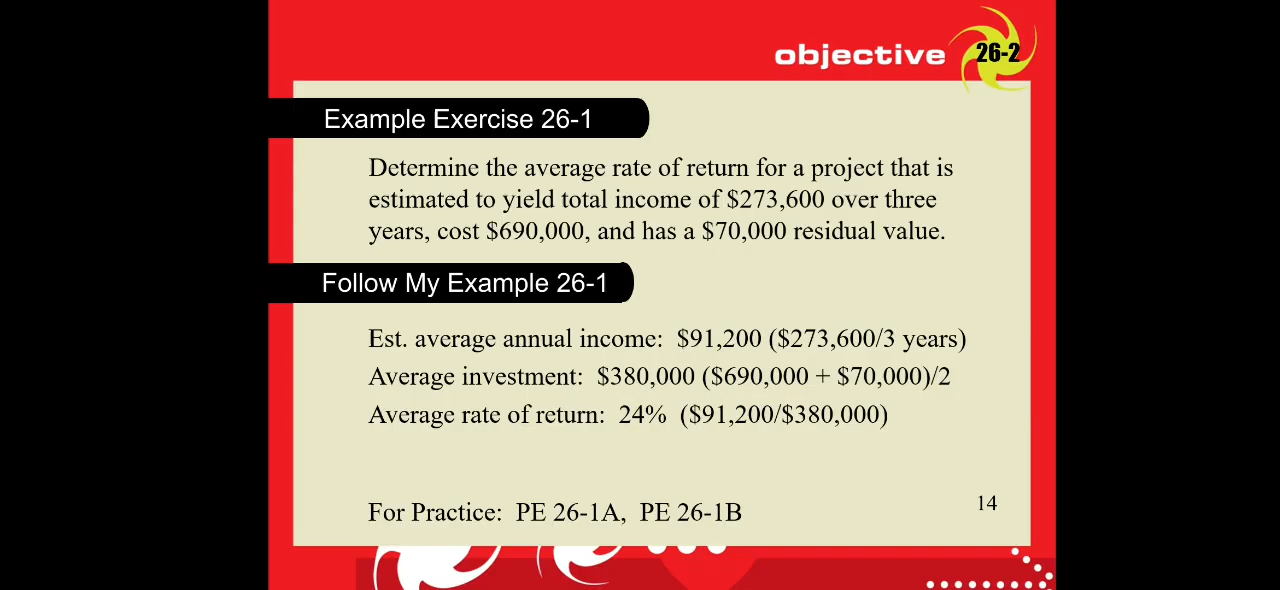 objective 26-2
Example Exercise 26-1
Determine the average rate of return for a project that is
estimated to yield total income of $273,600 over three
years, cost $690,000, and has a $70,000 residual value.
Follow My Example 26-1
Est. average annual income: $91,200 ($273,600/3 years)
Average investment: $380,000 ($690,000 + $70,000)/2
Average rate of return: 24% ($91,200/$380,000)
For Practice: PE 26-1A, PE 26-1B
14